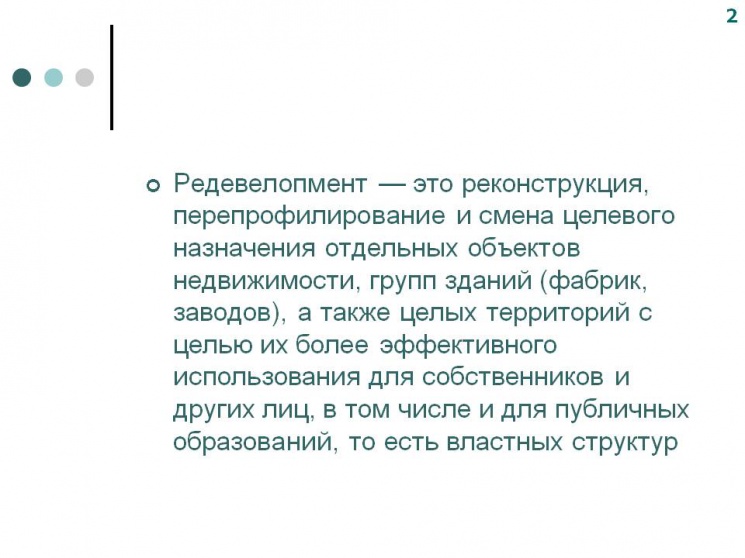 2
Редевелопмент — это реконструкция,
перепрофилирование и смена целевого
назначения отдельных объектов
недвижимости, групп зданий (фабрик,
заводов), а также целых территорий с
целью их более эффективного
использования для собственников и
других лиц, в том числе и для публичных
образований, то есть властных структур